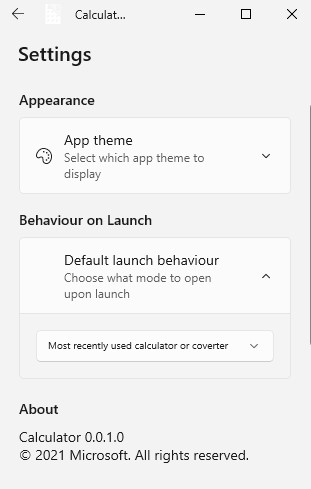 Calculat...
Settings
Appearance
App theme
Select which app theme to
display
Behaviour on Launch
Default launch behaviour
Choose what mode to open
upon launch
Most recently used calculator or coverter
About
Calculator 0.0.1.0
© 2021 Microsoft. All rights reserved.